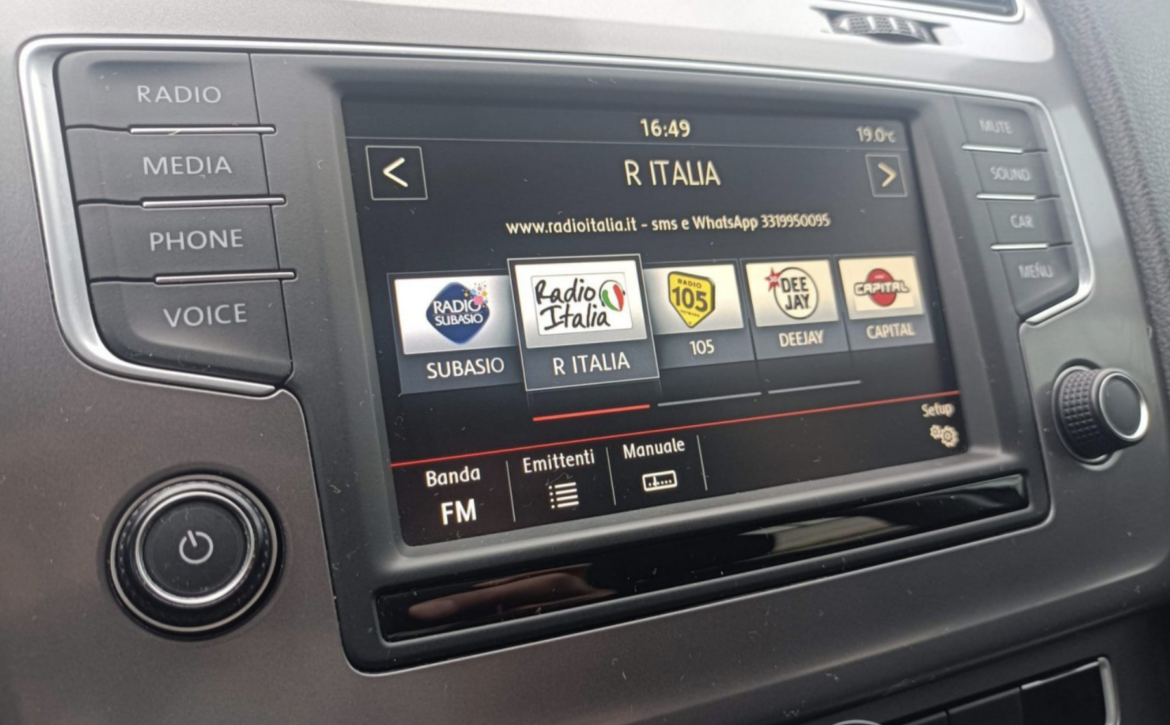 RADIO
MEDIA
PHONE
VOICE
16:49
19.0°C
<
R ITALIA
>
www.radioitalia.it - sms e WhatsApp 3319950095
RADIO
SUBASIO
Radio
Italia
RADIO
105
DEE
JAY
CAPITAL
SUBASIO
R ITALIA
105
DEEJAY
CAPITAL
Banda
FM
Emittenti
Manuale
Setup
MUTE
SOUND
CAR
MENU